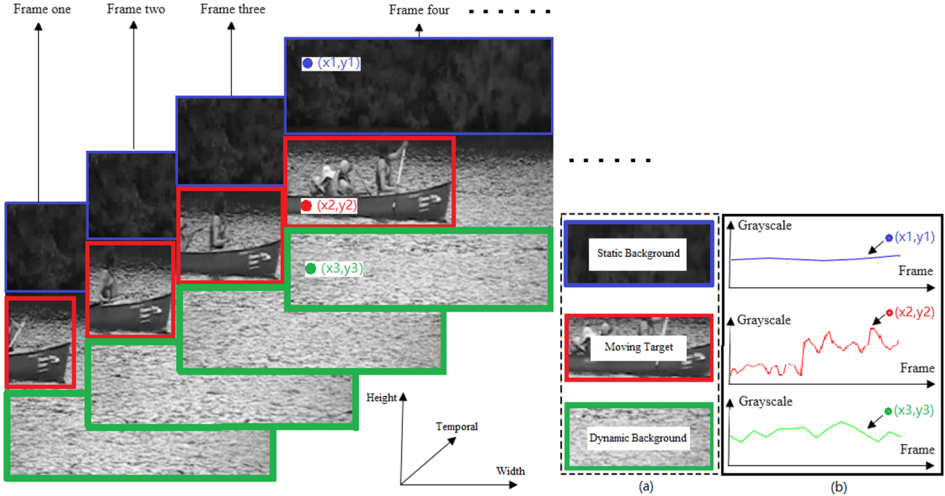 Frame one
Frame two
Frame three
Frame four
(x1,y1)
(x2,y2)
(x3,y3)
Height
Temporal
Width
Static Background
Moving Target
Dynamic Background
(a)
Grayscale
(x1,y1)
Frame
Grayscale
(x2,y2)
Frame
Grayscale
(x3,y3)
Frame
(b)